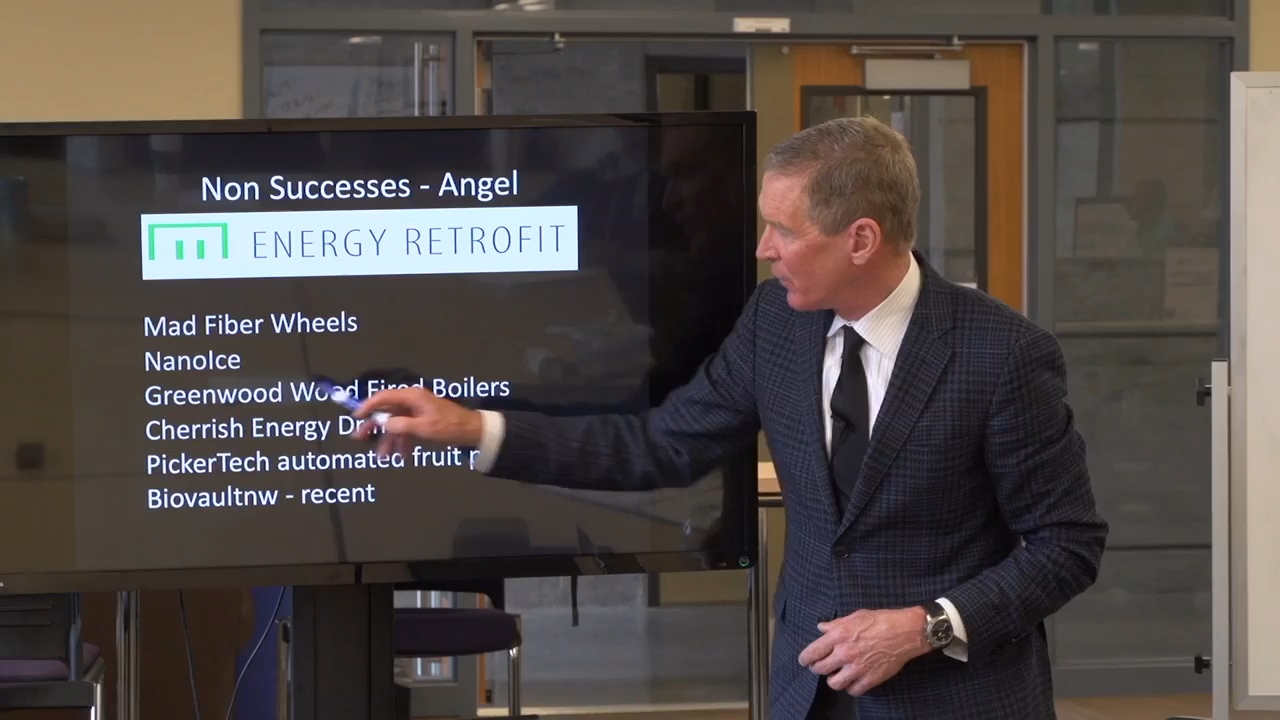 Non Successes - Angel
ENERGY RETROFIT
Mad Fiber Wheels
NanoIce
Greenwood Wood Fired Boilers
Cherrish Energy
PickerTech automated fruit
Biovaultnw - recent